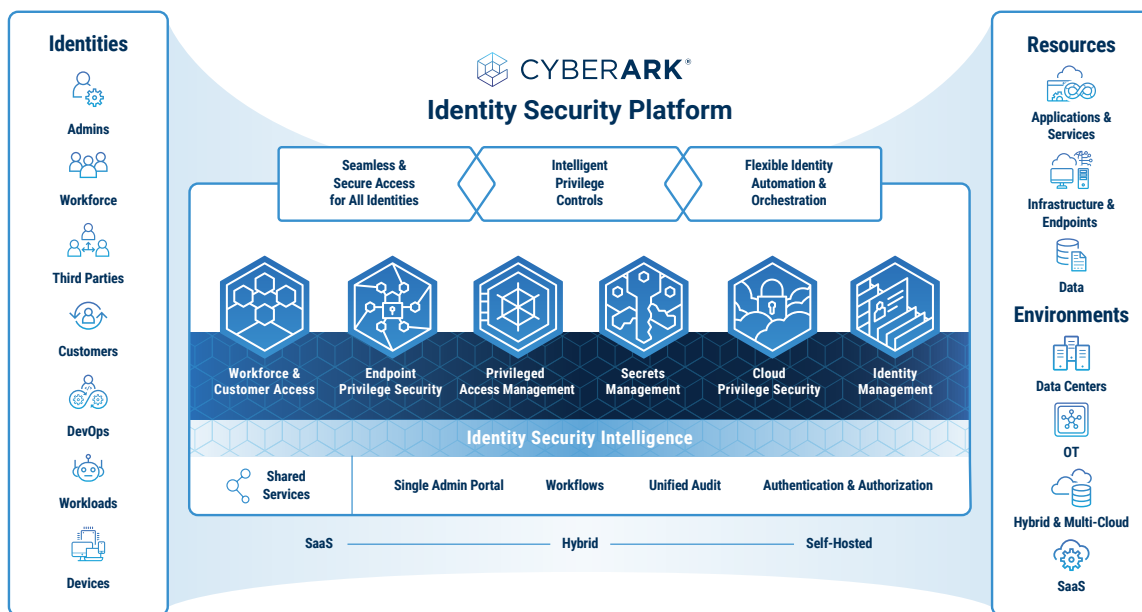 Identities
Admins
Workforce
Third Parties
Customers
DevOps
Workloads
Devices
CYBERARK®
Identity Security Platform
Seamless &
Secure Access
for All Identities
Intelligent
Privilege
Controls
Flexible Identity
Automation &
Orchestration
Workforce &
Customer Access
Endpoint
Privilege Security
Privileged
Access Management
Secrets
Management
Cloud
Privilege Security
Identity
Management
Identity Security Intelligence
Shared
Services
Single Admin Portal
Workflows
Unified Audit
Authentication & Authorization
SaaS
Hybrid
Self-Hosted
Resources
Applications &
Services
Infrastructure &
Endpoints
Data
Environments
Data Centers
OT
Hybrid & Multi-Cloud
SaaS